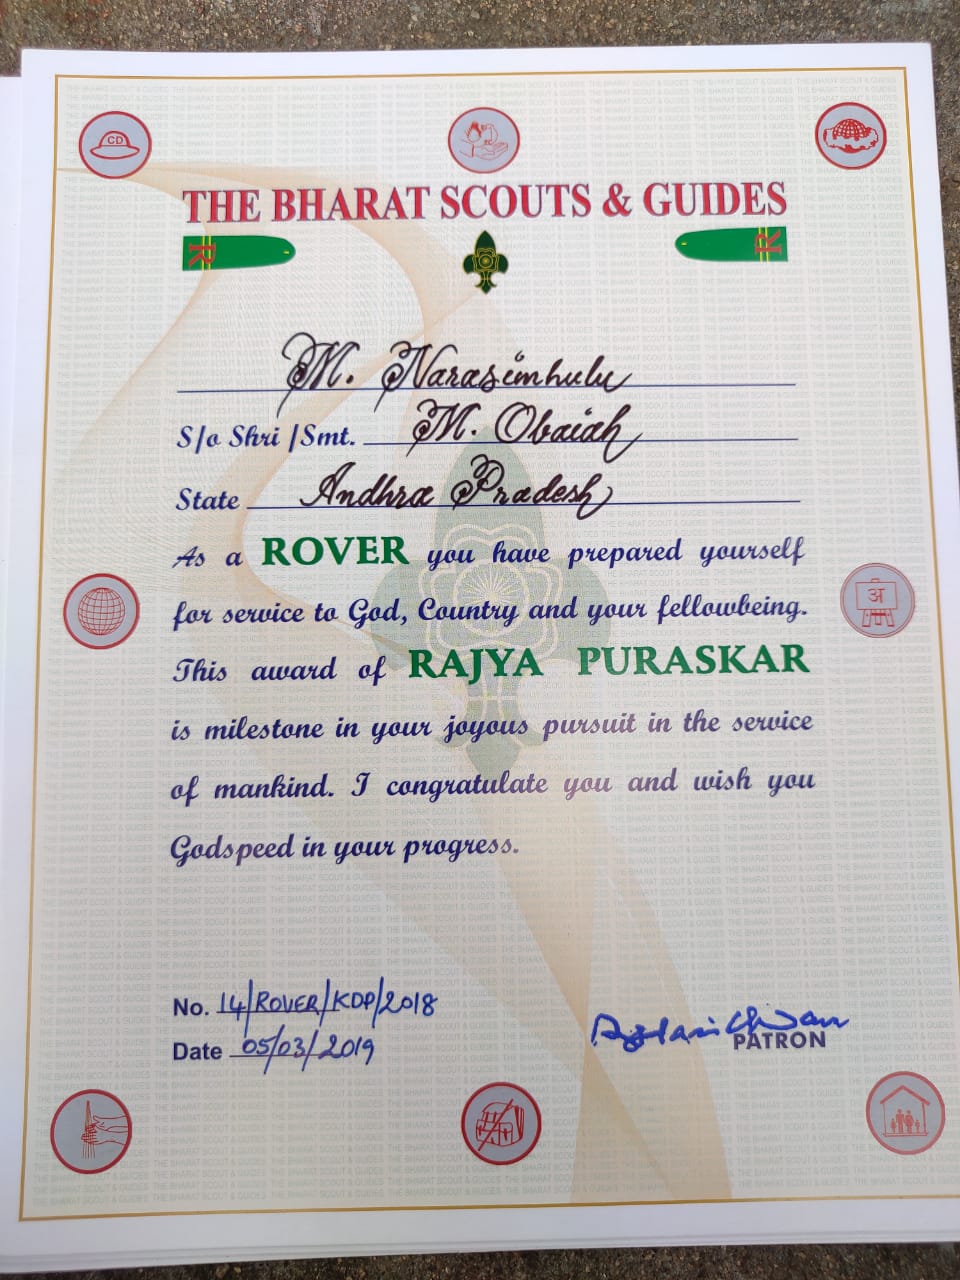 CD
THE BHARAT SCOUTS & GUIDES
R R
M. Narasimhulu
S/o Shri /Smt. M. Obaiah
State Andhra Pradesh
As a ROVER you have prepared yourself
for service to God, Country and your fellowbeing.
अ
This award of RAJYA PURASKAR
is milestone in your joyous pursuit in the service
of mankind. I congratulate you and wish you
Godspeed in your progress.
No. 14/ROVER/KDP/2018
Date 05/03/2019
PATRON